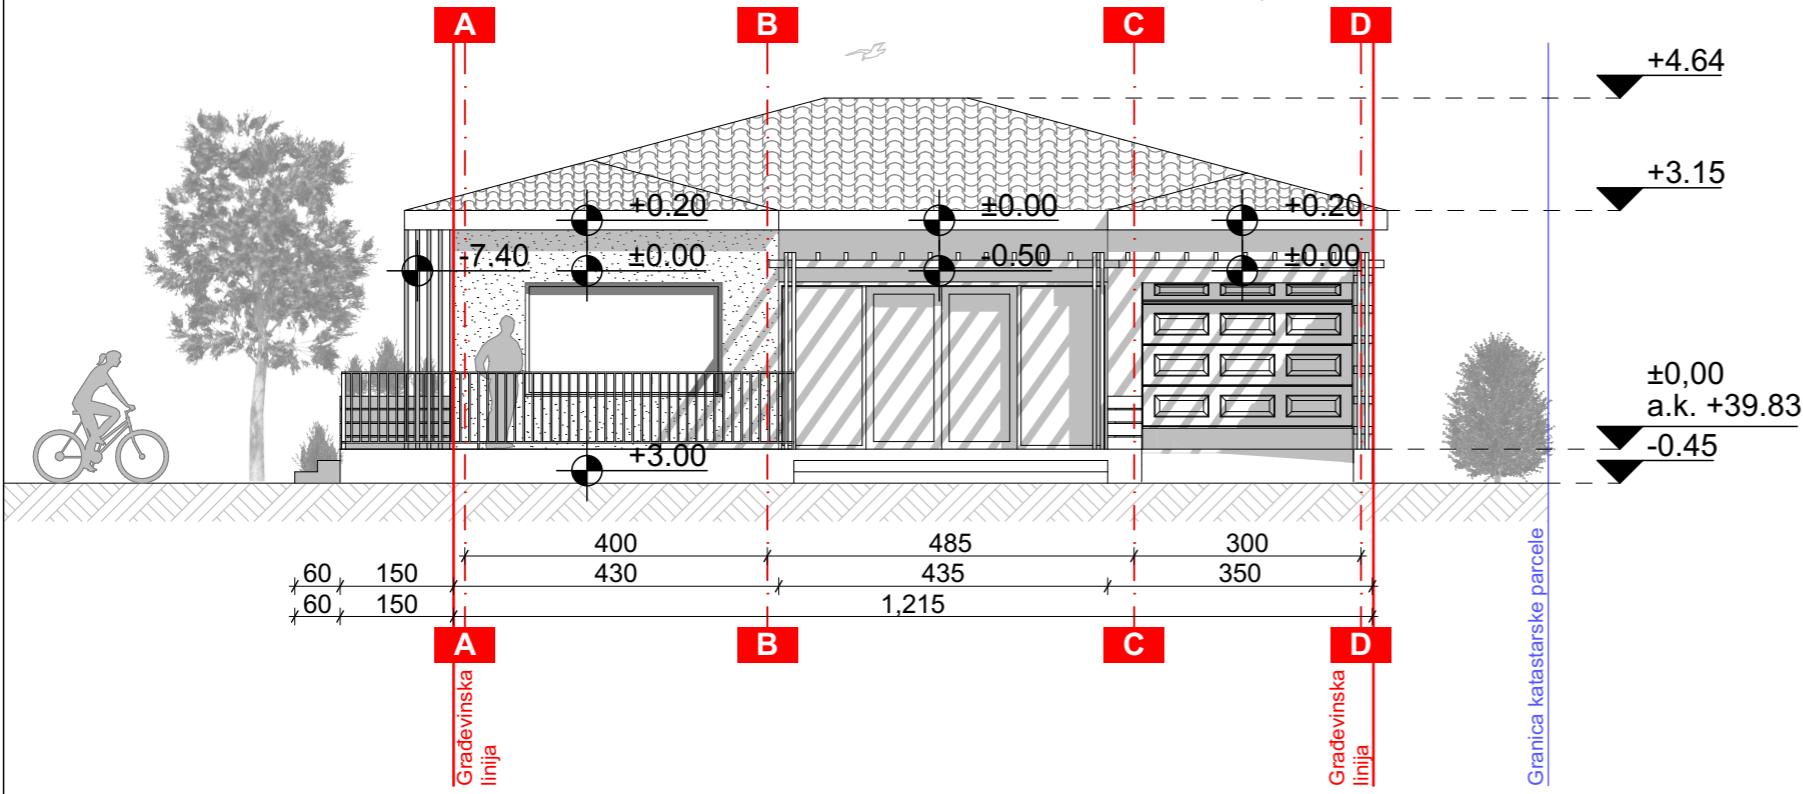 A B C D
+4.64
+3.15
+0.20 ±0.00 +0.20
-7.40 ±0.00 -0.50 ±0.00
±0,00
a.k. +39.83
-0.45
+3.00
400 485 300
60 150 430 435 350
60 150 1,215
A B C D
Građevinska
linija
Građevinska
linija
Granica katastarske parcele